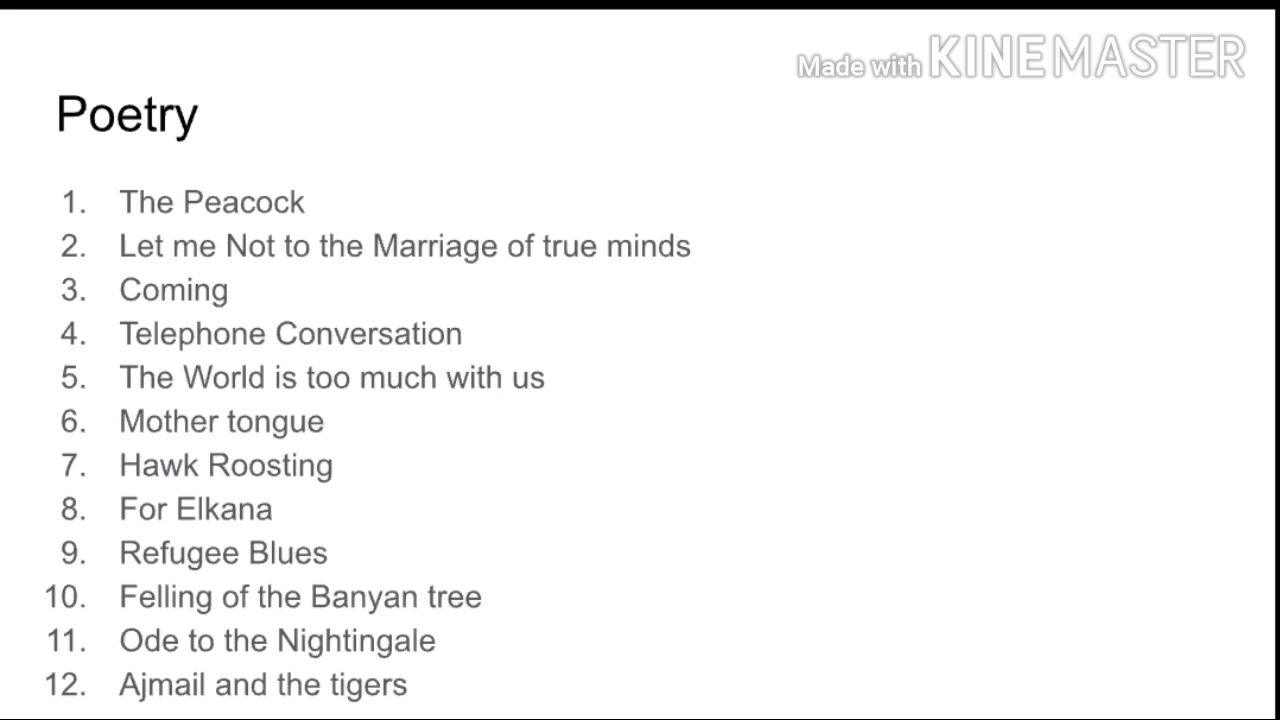 Made with KINEMASTER
Poetry
1. The Peacock
2. Let me Not to the Marriage of true minds
3. Coming
4. Telephone Conversation
5. The World is too much with us
6. Mother tongue
7. Hawk Roosting
8. For Elkana
9. Refugee Blues
10. Felling of the Banyan tree
11. Ode to the Nightingale
12. Ajmail and the tigers